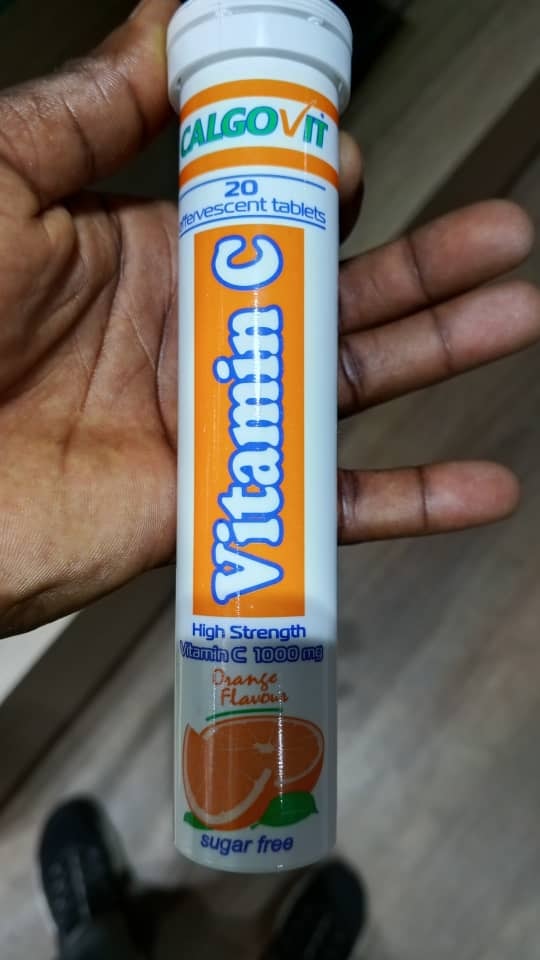 CALGOVIT
20
effervescent tablets
Vitamin C
High Strength
Vitamin C 1000 mg
Orange
Flavour
sugar free